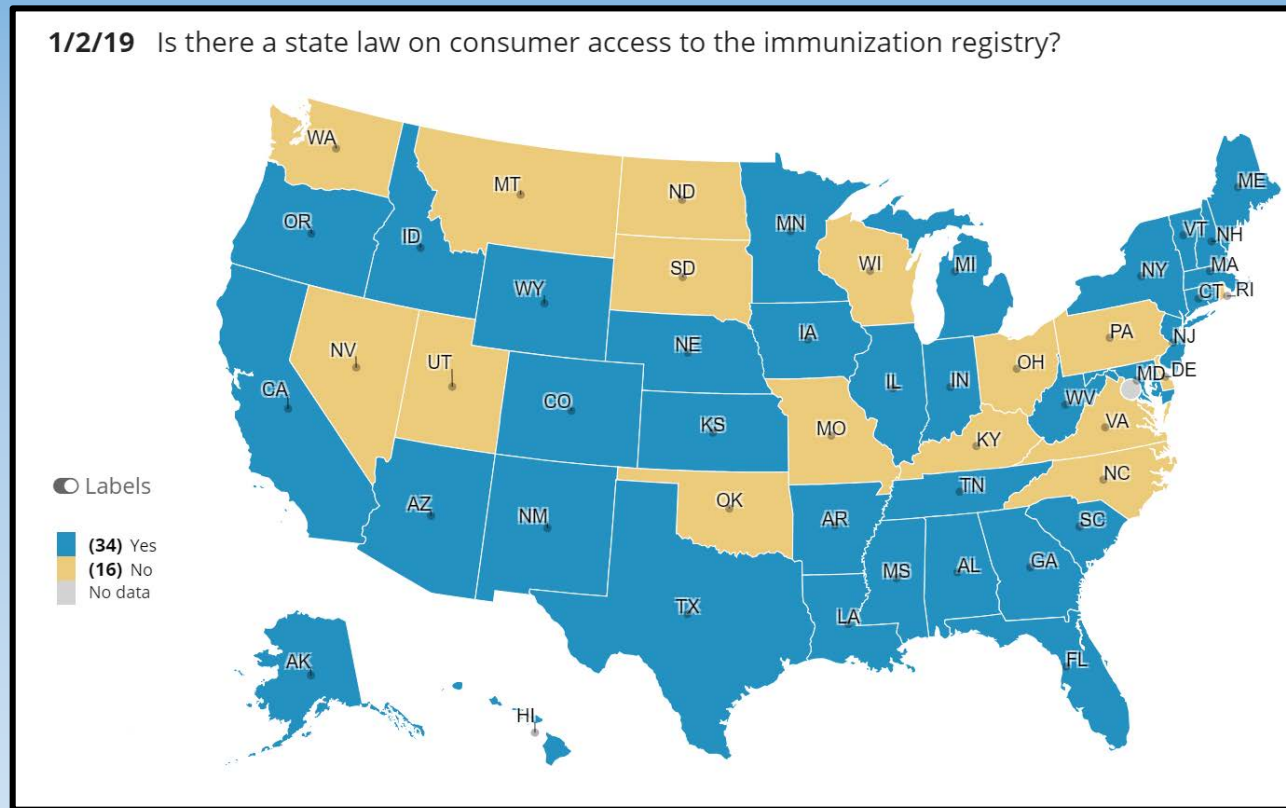 1/2/19 Is there a state law on consumer access to the immunization registry?
WA
MT
ND
MN
ME
OR
ID
SD
WI
MI
VT
NH
NY
MA
CT
RI
WY
IA
NE
PA
NJ
NV
UT
OH
MD
DE
CA
CO
IL
IN
WV
KS
MO
KY
VA
NC
TN
AZ
NM
OK
AR
SC
MS
AL
GA
TX
LA
FL
AK
HI
Labels
(34) Yes
(16) No
No data